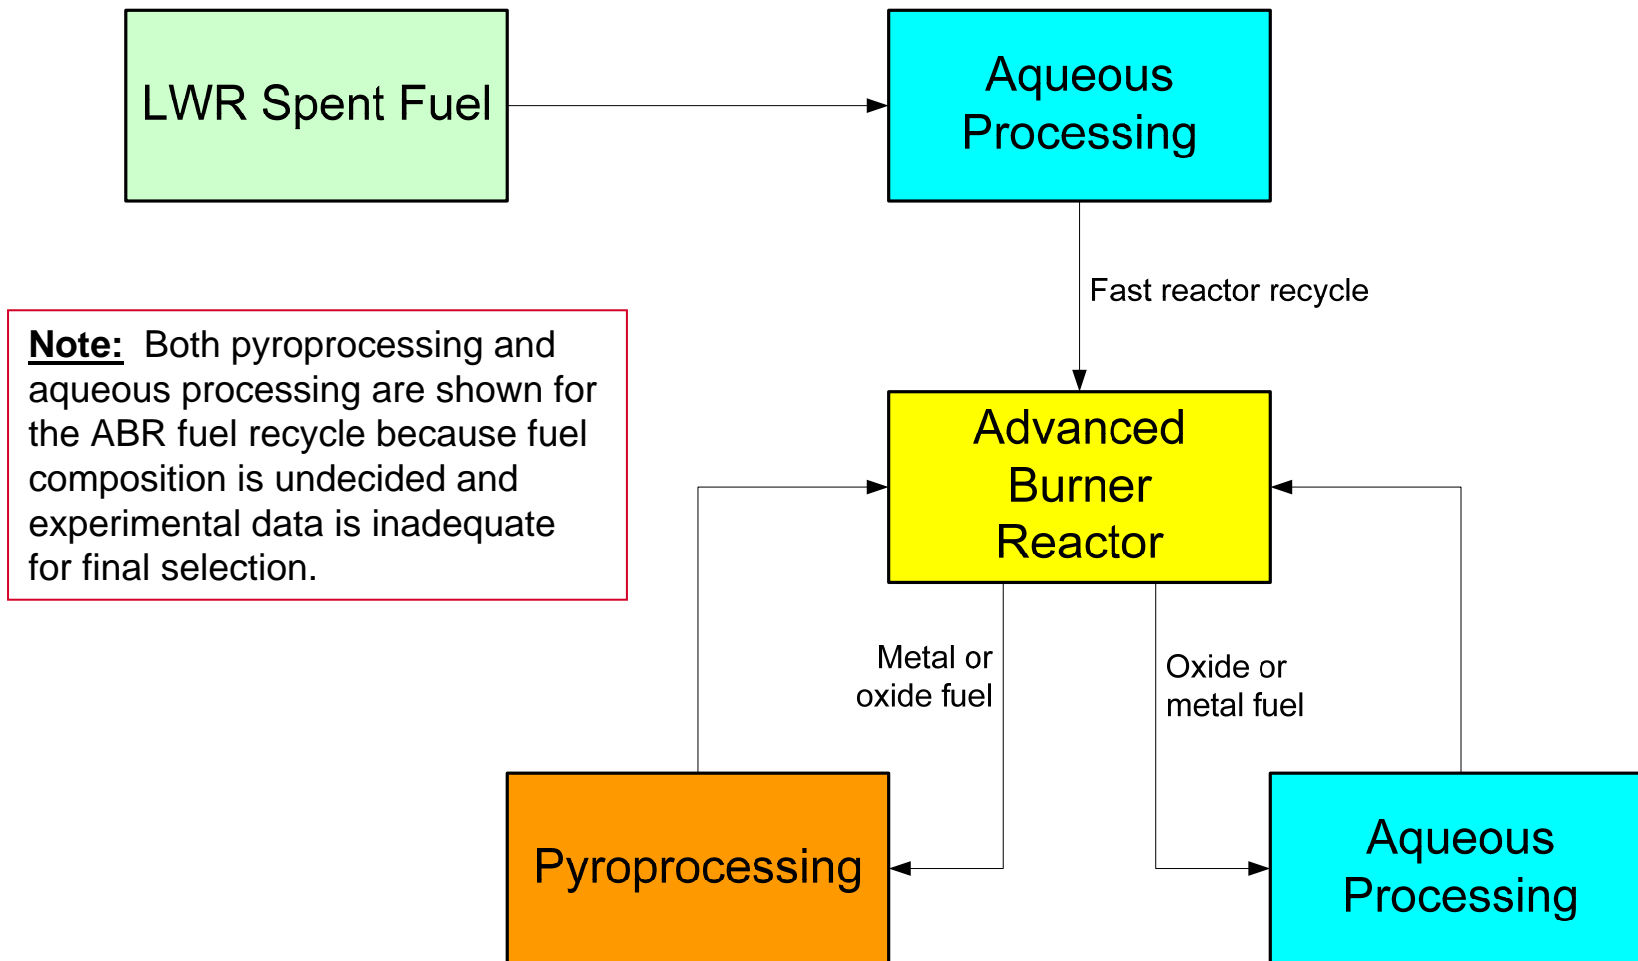 LWR Spent Fuel
Aqueous
Processing
Fast reactor recycle
Note:  Both pyroprocessing and
aqueous processing are shown for
the ABR fuel recycle because fuel
composition is undecided and
experimental data is inadequate
for final selection.
Advanced
Burner
Reactor
Metal or
oxide fuel
Oxide or
metal fuel
Pyroprocessing
Aqueous
Processing